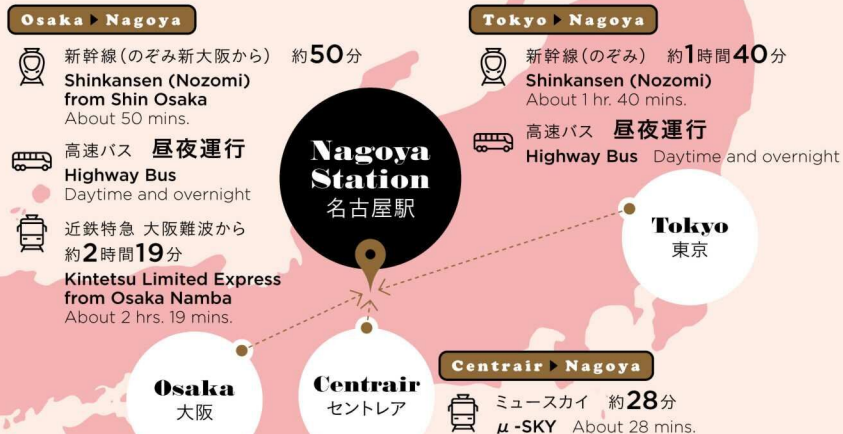 Osaka ▶ Nagoya
新幹線(のぞみ新大阪から) 約50分
Shinkansen (Nozomi)
from Shin Osaka
About 50 mins.
高速バス 昼夜運行
Highway Bus
Daytime and overnight
近鉄特急 大阪難波から
約2時間19分
Kintetsu Limited Express
from Osaka Namba
About 2 hrs. 19 mins.
Nagoya
Station
名古屋駅
Tokyo ▶ Nagoya
新幹線(のぞみ) 約1時間40分
Shinkansen (Nozomi)
About 1 hr. 40 mins.
高速バス 昼夜運行
Highway Bus Daytime and overnight
Tokyo
東京
Osaka
大阪
Centrair
セントレア
Centrair ▶ Nagoya
ミュースカイ 約28分
μ-SKY About 28 mins.